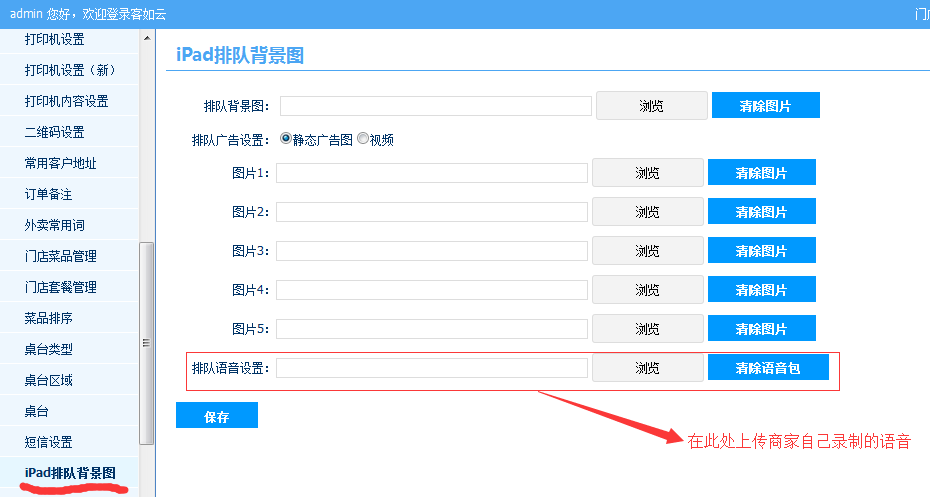 admin 您好，欢迎登录客如云
打印机设置
打印机设置（新）
打印机内容设置
二维码设置
常用客户地址
订单备注
外卖常用词
门店菜品管理
门店套餐管理
菜品排序
桌台类型
桌台区域
桌台
短信设置
iPad排队背景图
iPad排队背景图
排队背景图： 浏览 清除图片
排队广告设置： 静态广告图 视频
图片1： 浏览 清除图片
图片2： 浏览 清除图片
图片3： 浏览 清除图片
图片4： 浏览 清除图片
图片5： 浏览 清除图片
排队语音设置： 浏览 清除语音包
保存
在此处上传商家自己录制的语音